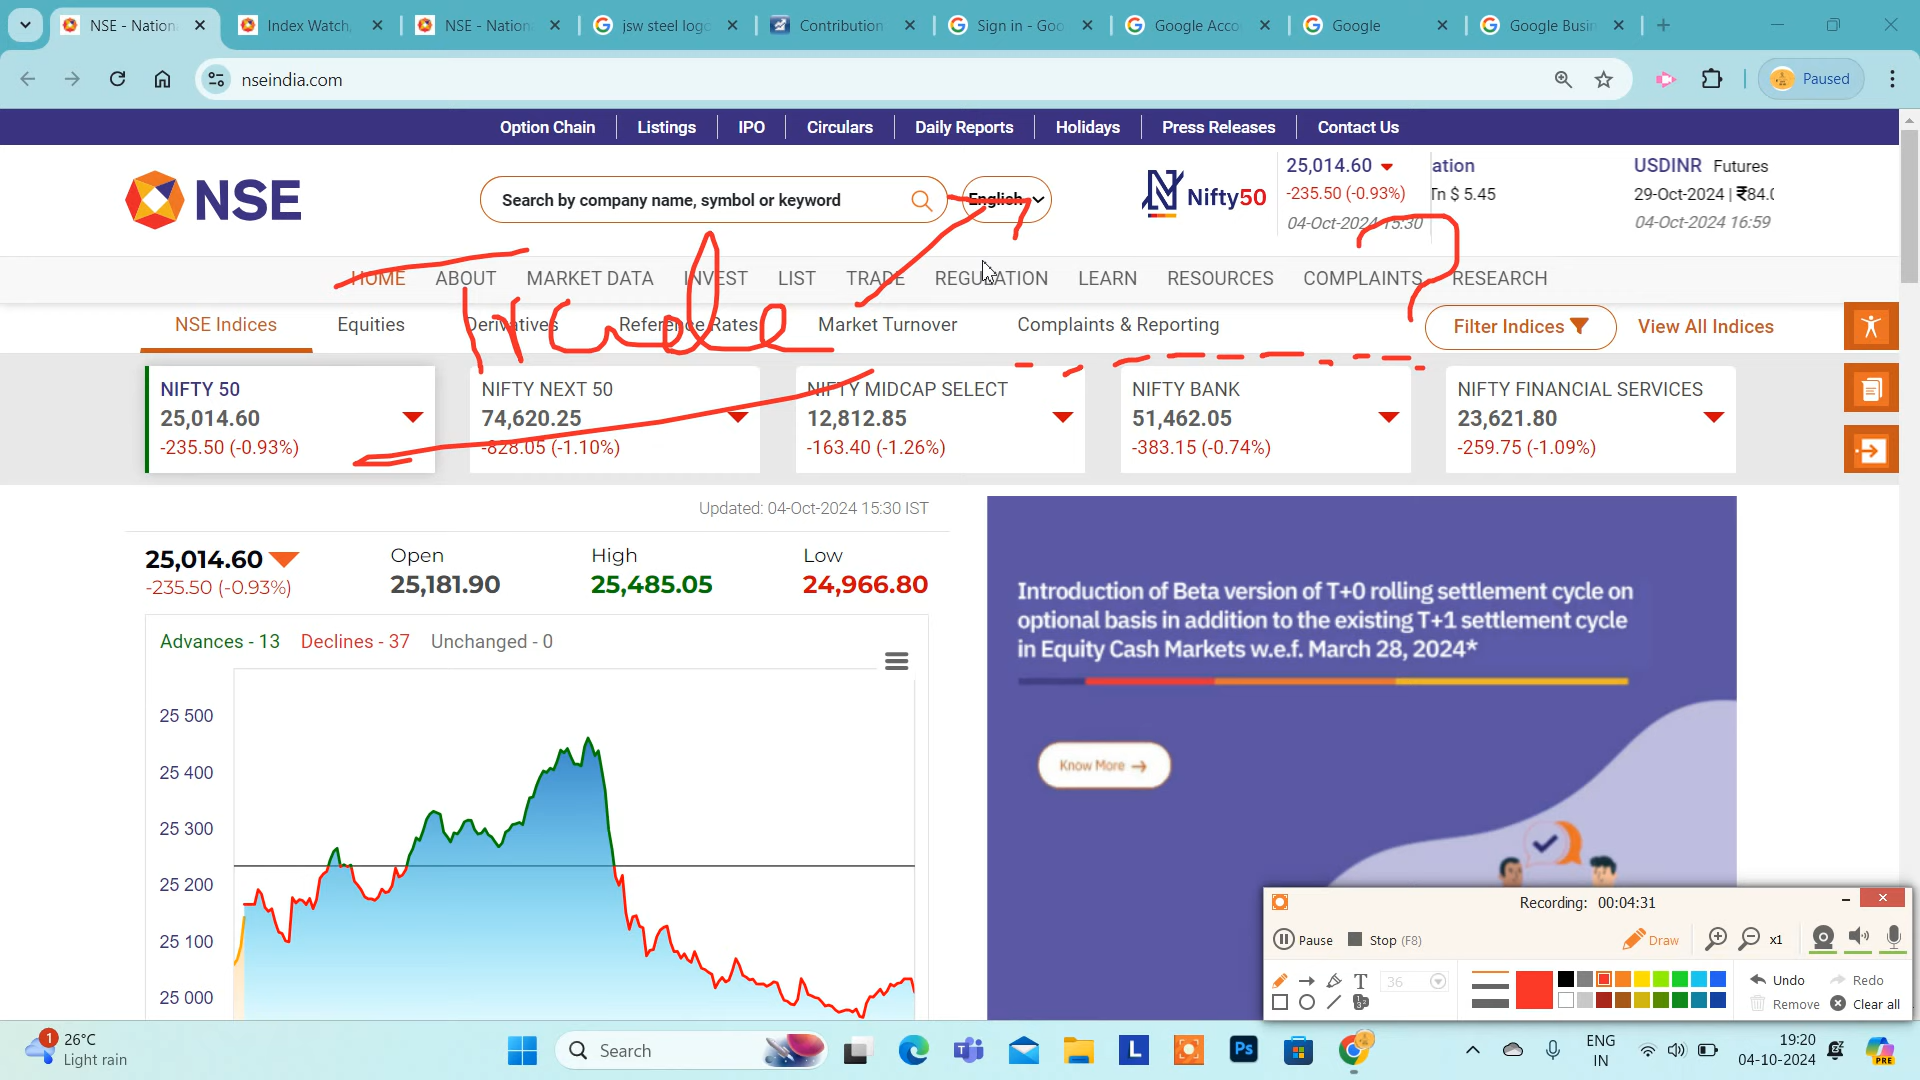 NSE - Nation
Index Watch,
NSE - Nation
jsw steel logo
Contribution
Sign in - Goo
Google Acco
Google
Google Busin
nseindia.com
Paused
Option Chain
Listings
IPO
Circulars
Daily Reports
Holidays
Press Releases
Contact Us
NSE
Search by company name, symbol or keyword
English
Nifty50
25,014.60
-235.50 (-0.93%)
04-Oct-2024 15:30
ation
Tn $ 5.45
USDINR Futures
29-Oct-2024 | ₹84.0
04-Oct-2024 16:59
HOME
ABOUT
MARKET DATA
INVEST
LIST
TRADE
REGULATION
LEARN
RESOURCES
COMPLAINTS
RESEARCH
Trade
NSE Indices
Equities
Derivatives
Reference Rates
Market Turnover
Complaints & Reporting
Filter Indices
View All Indices
NIFTY 50
25,014.60
-235.50 (-0.93%)
NIFTY NEXT 50
74,620.25
-828.05 (-1.10%)
NIFTY MIDCAP SELECT
12,812.85
-163.40 (-1.26%)
NIFTY BANK
51,462.05
-383.15 (-0.74%)
NIFTY FINANCIAL SERVICES
23,621.80
-259.75 (-1.09%)
Updated: 04-Oct-2024 15:30 IST
25,014.60
-235.50 (-0.93%)
Open
25,181.90
High
25,485.05
Low
24,966.80
Advances - 13
Declines - 37
Unchanged - 0
25 500
25 400
25 300
25 200
25 100
25 000
Introduction of Beta version of T+0 rolling settlement cycle on
optional basis in addition to the existing T+1 settlement cycle
in Equity Cash Markets w.e.f. March 28, 2024*
Know More
Recording: 00:04:31
Pause
Stop (F8)
Draw
x1
T
36
Undo
Redo
Remove
Clear all
1
26°C
Light rain
Search
L
Ps
ENG
IN
19:20
04-10-2024
PRE